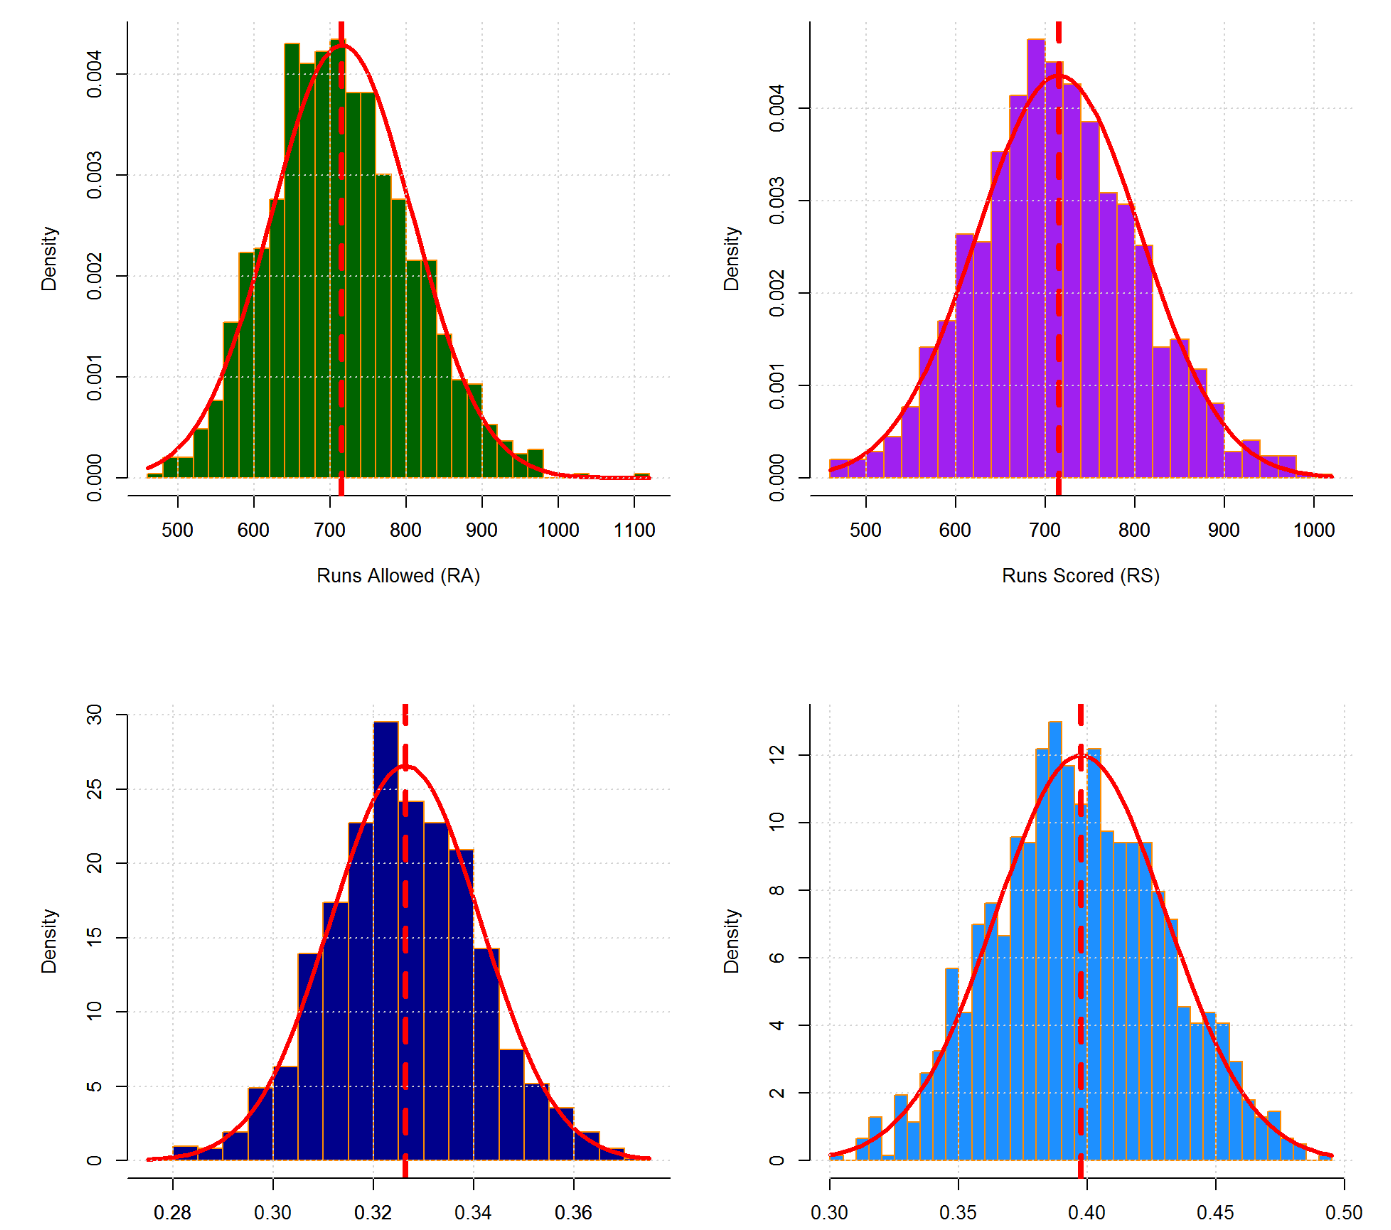 Density
0.000 0.001 0.002 0.003 0.004
500 600 700 800 900 1000 1100
Runs Allowed (RA)
Density
0.000 0.001 0.002 0.003 0.004
500 600 700 800 900 1000
Runs Scored (RS)
Density
0 5 10 15 20 25 30
0.28 0.30 0.32 0.34 0.36
Density
0 2 4 6 8 10 12
0.30 0.35 0.40 0.45 0.50